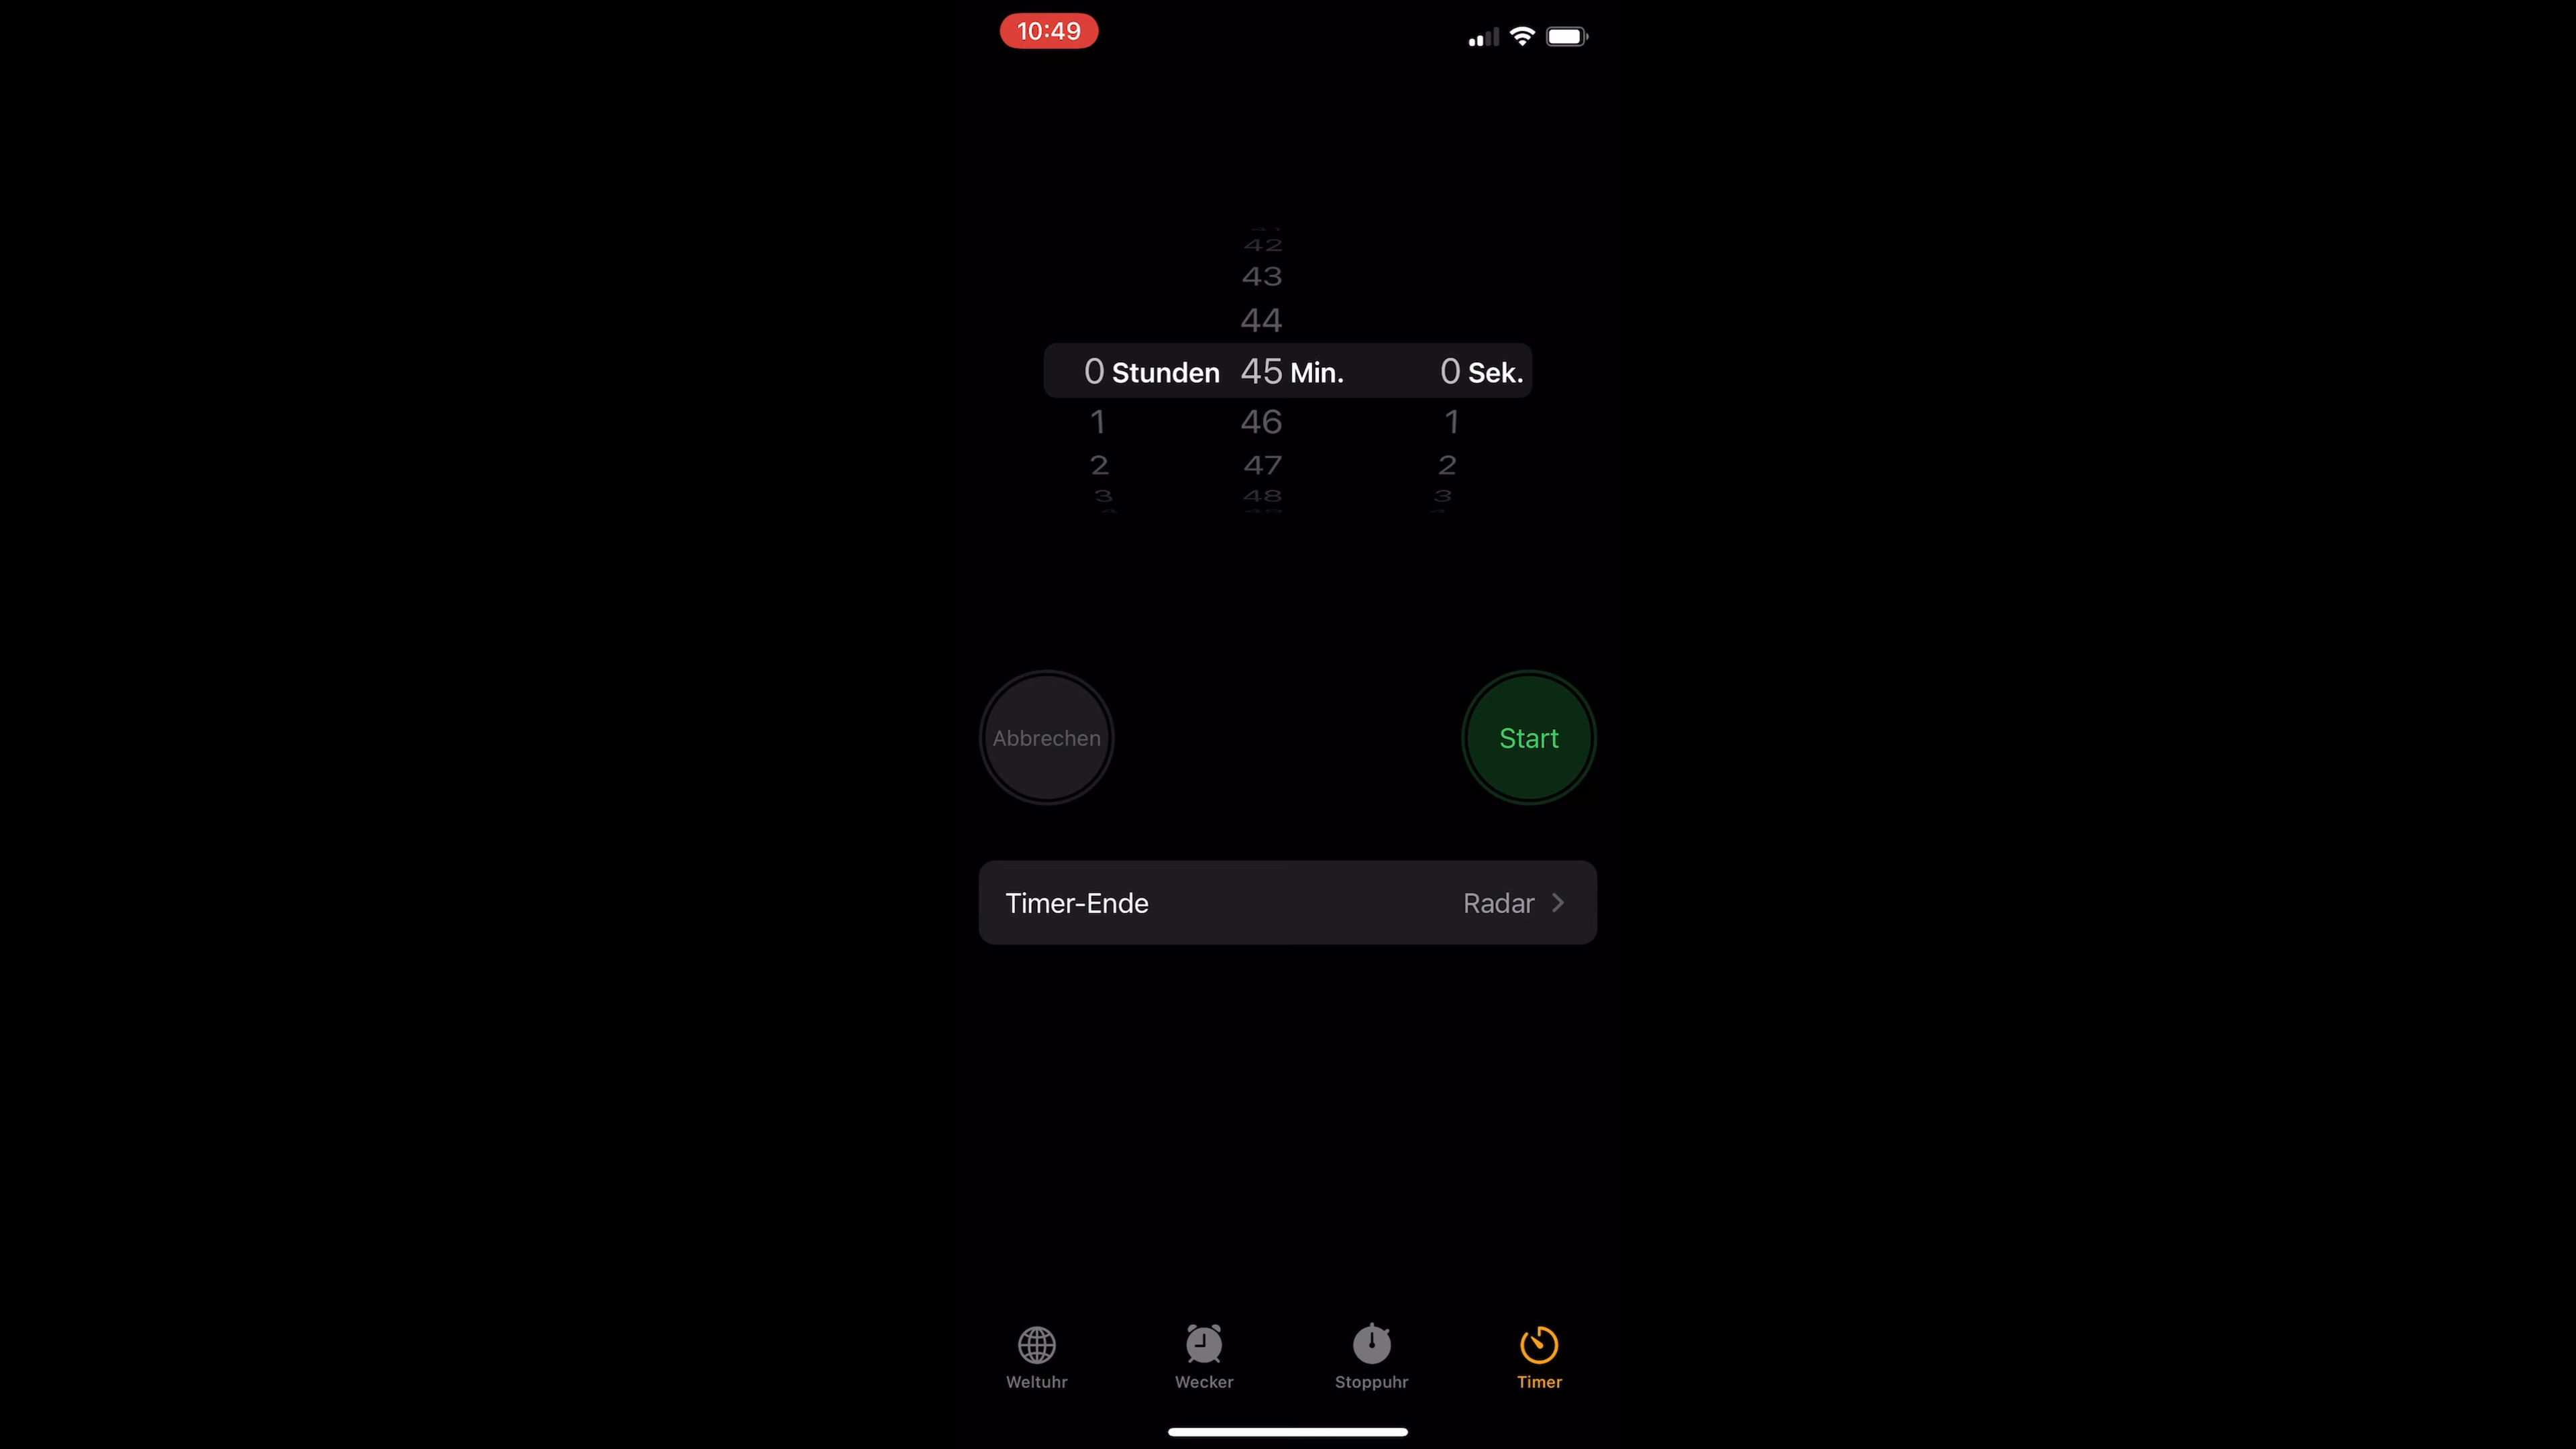 10:49
42
43
44
0 Stunden 45 Min. 0 Sek.
1 46 1
2 47 2
3 48 3
Abbrechen Start
Timer-Ende Radar
Weltuhr Wecker Stoppuhr Timer